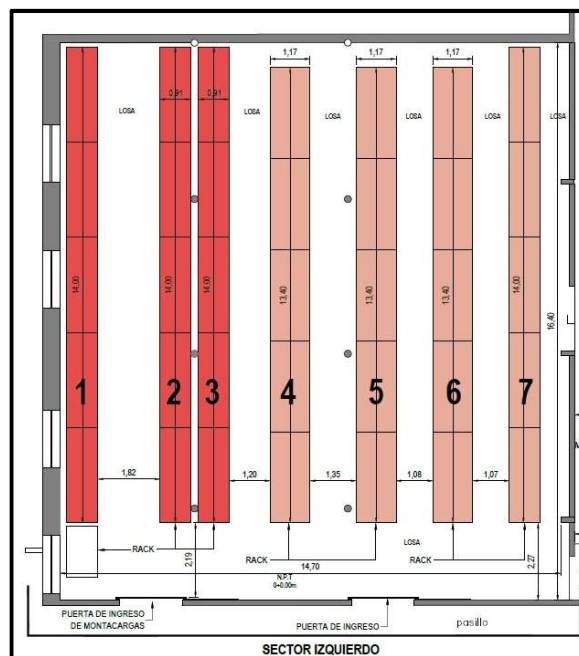 1,17
1,17
1,17
0,91
0,91
LOSA
LOSA
LOSA
LOSA
LOSA
LOSA
14,00
14,00
14,00
13,40
13,40
13,40
14,00
16,40
1
2
3
4
5
6
7
1,82
1,20
1,35
1,08
1,07
LOSA
RACK
RACK
RACK
2,19
2,27
14,70
N.P.T
0+0.00m
PUERTA DE INGRESO
DE MONTACARGAS
PUERTA DE INGRESO
pasillo
SECTOR IZQUIERDO